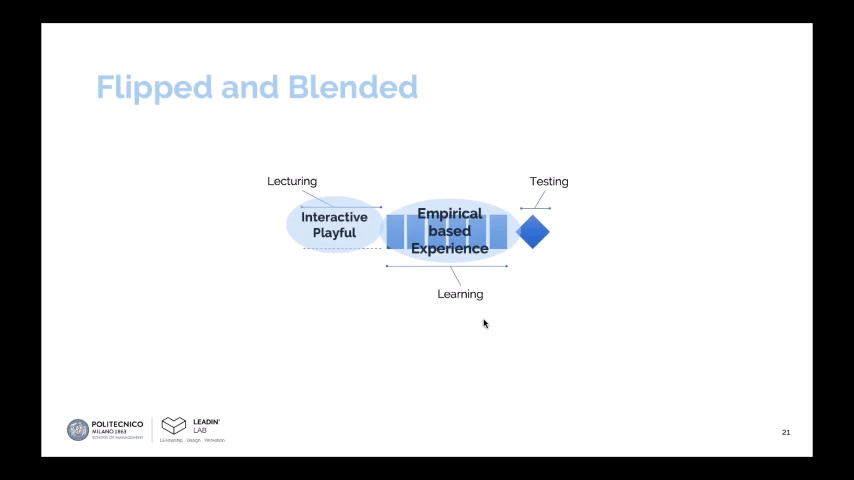 Flipped and Blended
Lecturing
Testing
Interactive
Playful
Empirical
based
Experience
Learning
POLITECNICO
MILANO 1863
SCHOOL OF MANAGEMENT
LEADIN'
LAB
LEadership . Design . Innovation
21